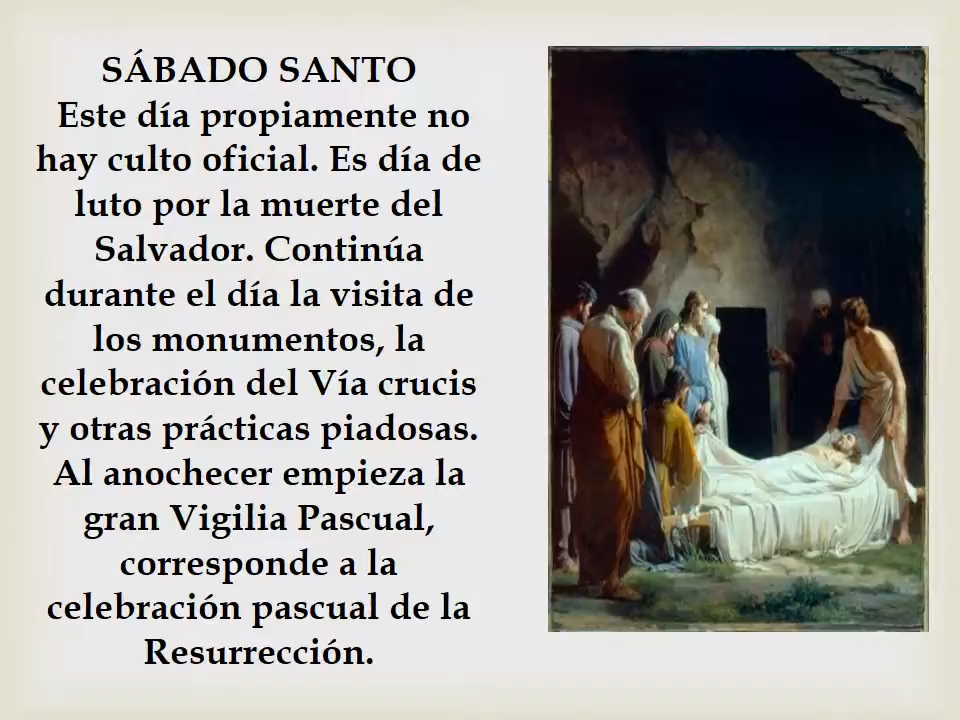 SÁBADO SANTO
Este día propiamente no
hay culto oficial. Es día de
luto por la muerte del
Salvador. Continúa
durante el día la visita de
los monumentos, la
celebración del Vía crucis
y otras prácticas piadosas.
Al anochecer empieza la
gran Vigilia Pascual,
corresponde a la
celebración pascual de la
Resurrección.